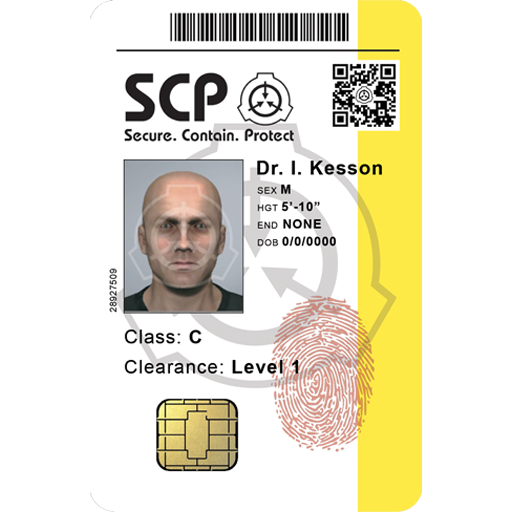 SCP
Secure. Contain. Protect
Dr. I. Kesson
SEX M
HGT 5'-10”
END NONE
DOB 0/0/0000
28927509
Class: C
Clearance: Level 1